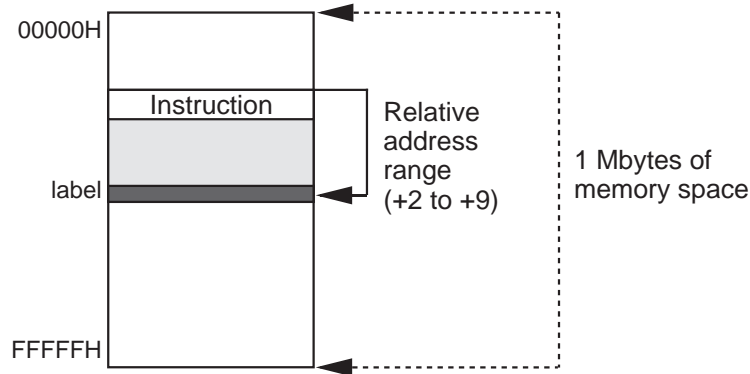 00000H
Instruction
Relative
address
range
(+2 to +9)
1 Mbytes of
memory space
label
FFFFFH